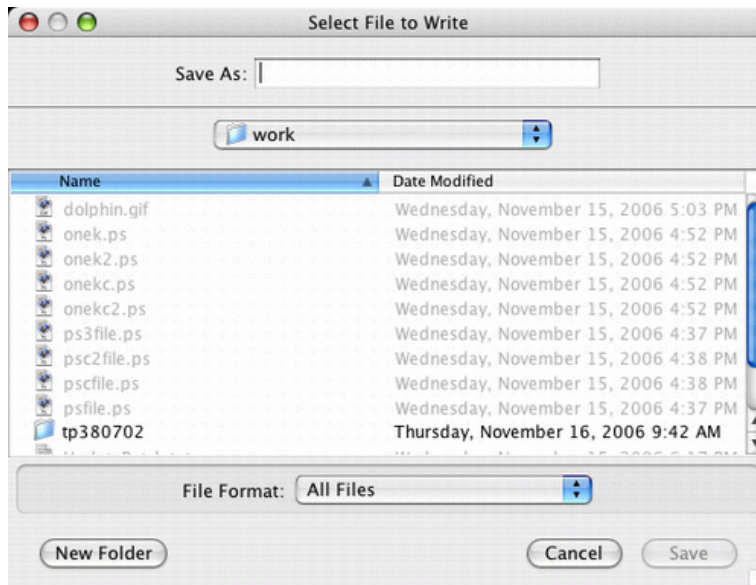 Select File to Write
Save As:
work
Name Date Modified
dolphin.gif Wednesday, November 15, 2006 5:03 PM
onek.ps Wednesday, November 15, 2006 4:52 PM
onek2.ps Wednesday, November 15, 2006 4:52 PM
onekc.ps Wednesday, November 15, 2006 4:52 PM
onekc2.ps Wednesday, November 15, 2006 4:52 PM
ps3file.ps Wednesday, November 15, 2006 4:37 PM
psc2file.ps Wednesday, November 15, 2006 4:38 PM
pscfile.ps Wednesday, November 15, 2006 4:38 PM
psfile.ps Wednesday, November 15, 2006 4:37 PM
tp380702 Thursday, November 16, 2006 9:42 AM
File Format: All Files
New Folder Cancel Save